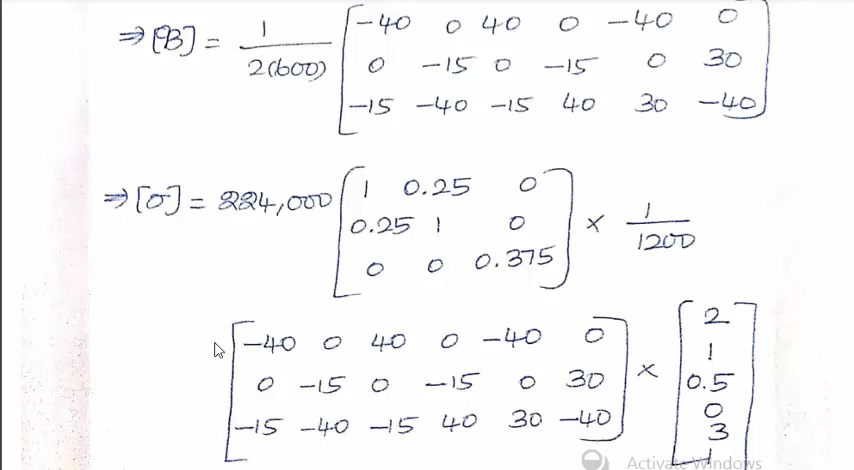 ⇒ [B] = 1/2(600) [-40 0 40 0 -40 0
0 -15 0 -15 0 30
-15 -40 -15 40 30 -40]
⇒ [σ] = 224,000 [1 0.25 0
0.25 1 0
0 0 0.375] × 1/1200
[-40 0 40 0 -40 0
0 -15 0 -15 0 30
-15 -40 -15 40 30 -40] × [2
1
0.5
0
3
1]
Activate Windows